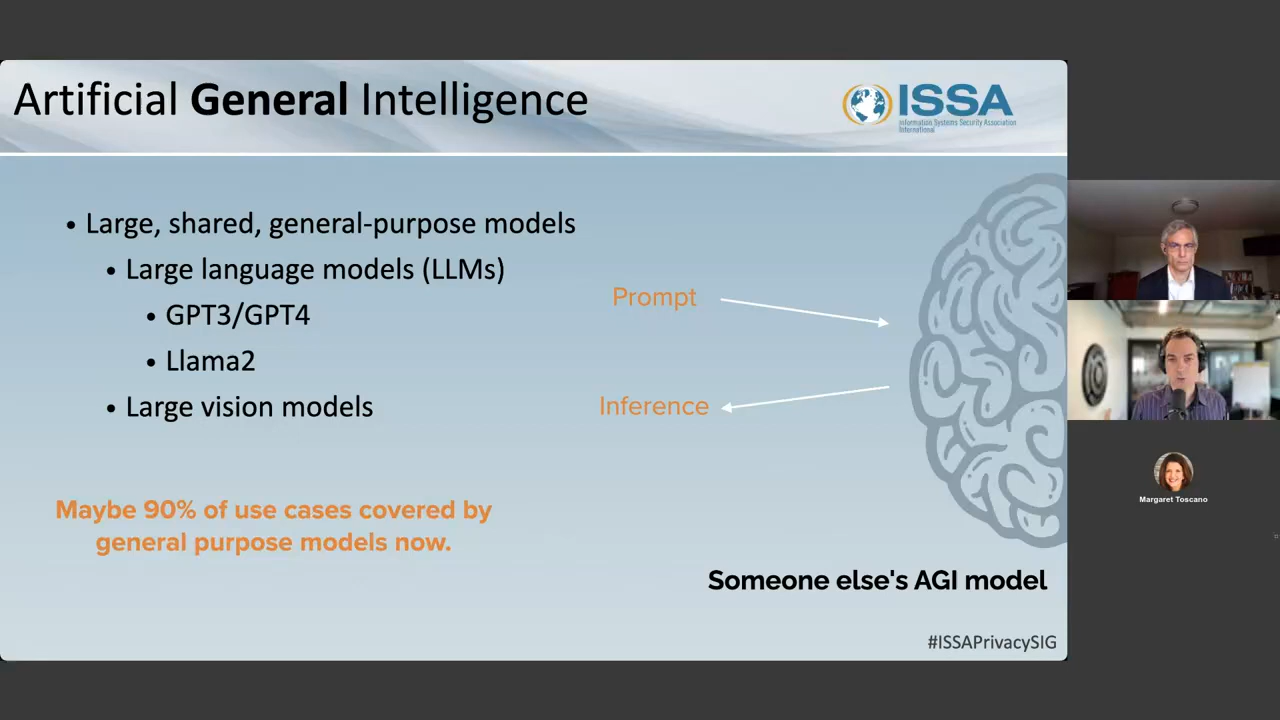 Artificial General Intelligence
ISSA
Information Systems Security Association
International
• Large, shared, general-purpose models
• Large language models (LLMs)
• GPT3/GPT4
• Llama2
• Large vision models
Prompt
Inference
Maybe 90% of use cases covered by
general purpose models now.
Someone else's AGI model
#ISSAPrivacySIG
Margaret Toscano